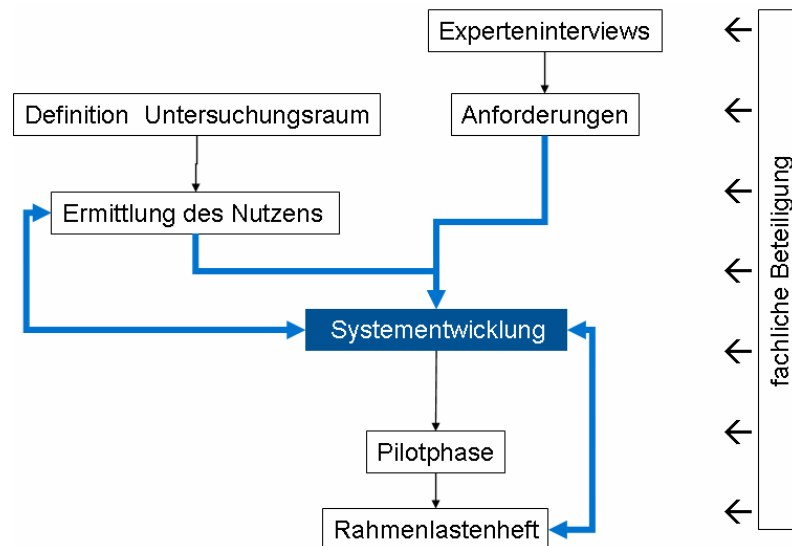 Experteninterviews
Definition Untersuchungsraum
Anforderungen
Ermittlung des Nutzens
Systementwicklung
Pilotphase
Rahmenlastenheft
fachliche Beteiligung